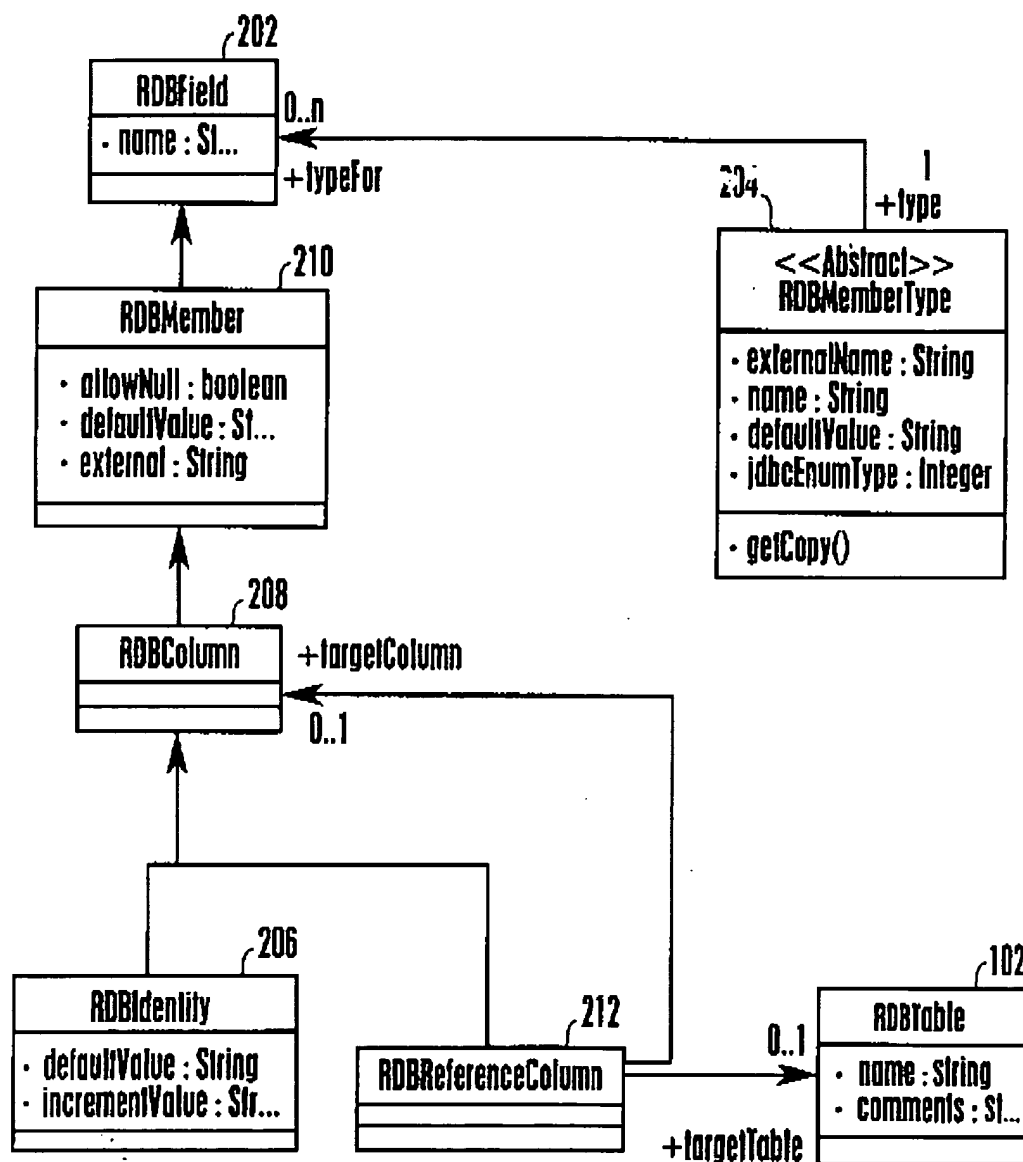 202
RDBField
- name : St...
0..n
+typeFor
1
+type
204
<<Abstract>>
RDBMemberType
- externalName : String
- name : String
- defaultValue : String
- jdbcEnumType : Integer
- getCopy()
210
RDBMember
- allowNull : boolean
- defaultValue : St...
- external : String
208
RDBColumn
+targetColumn
0..1
206
RDBIdentity
- defaultValue : String
- incrementValue : Str...
212
RDBReferenceColumn
0..1
+targetTable
102
RDBTable
- name : string
- comments : St...